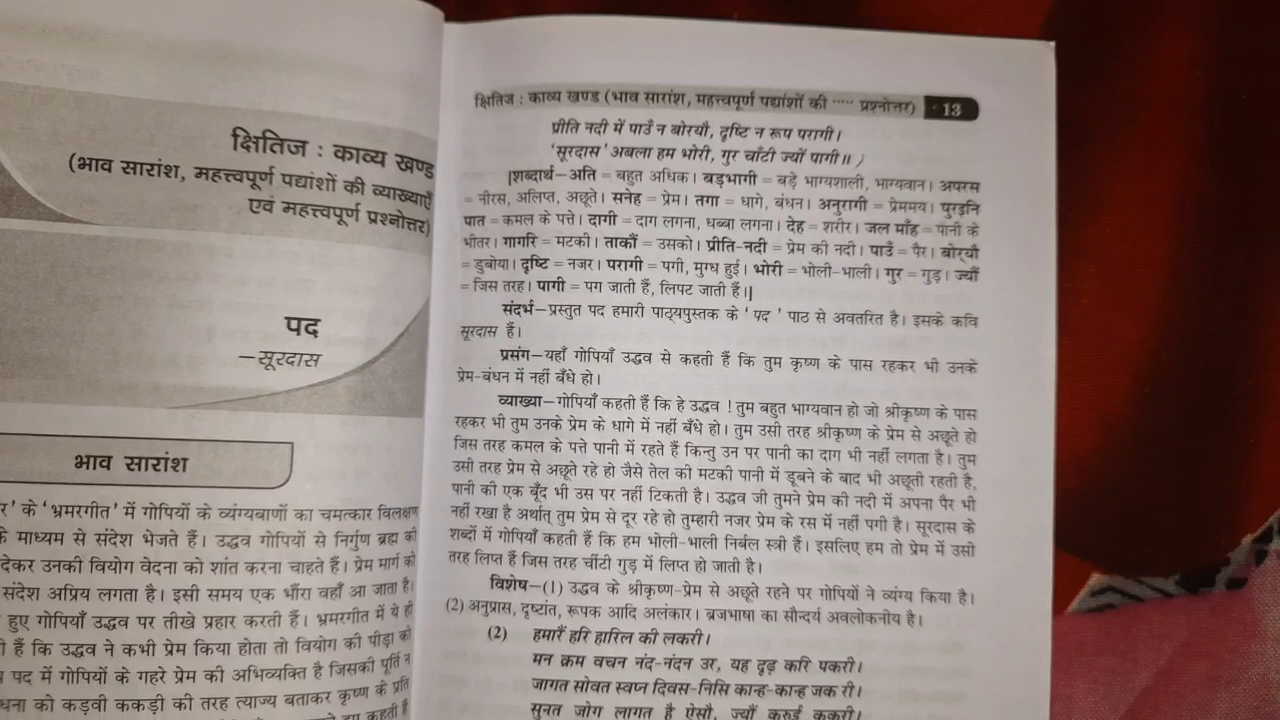 क्षितिज : काव्य खण्ड
(भाव सारांश, महत्त्वपूर्ण पद्यांशों की व्याख्याएँ
एवं महत्त्वपूर्ण प्रश्नोत्तर)
पद
—सूरदास
भाव सारांश
के 'भ्रमरगीत' में गोपियों के व्यंग्यबाणों का चमत्कार विलक्षण
माध्यम से संदेश भेजते हैं। उद्धव गोपियों से निर्गुण ब्रह्म की
देकर उनकी वियोग वेदना को शांत करना चाहते हैं। प्रेम मार्ग को
संदेश अप्रिय लगता है। इसी समय एक भौंरा वहाँ आ जाता है।
हुए गोपियाँ उद्धव पर तीखे प्रहार करती हैं। भ्रमरगीत में ये ही
हैं कि उद्धव ने कभी प्रेम किया होता तो वियोग की पीड़ा को
पद में गोपियों के गहरे प्रेम की अभिव्यक्ति है जिसकी पूर्ति न
को कड़वी ककड़ी की तरह त्याज्य बताकर कृष्ण के प्रति
क्षितिज : काव्य खण्ड (भाव सारांश, महत्त्वपूर्ण पद्यांशों की ..... प्रश्नोत्तर) 13
प्रीति नदी में पाउँ न बोरयौ, दृष्टि न रूप परागी।
'सूरदास' अबला हम भोरी, गुर चाँटी ज्यों पागी॥ )
[शब्दार्थ—अति = बहुत अधिक। बड़भागी = बड़े भाग्यशाली, भाग्यवान। अपरस
= नीरस, अलिप्त, अछूते। सनेह = प्रेम। तगा = धागे, बंधन। अनुरागी = प्रेममय। पुरइनि
पात = कमल के पत्ते। दागी = दाग लगना, धब्बा लगना। देह = शरीर। जल माँह = पानी के
भीतर। गागरि = मटकी। ताकौं = उसको। प्रीति-नदी = प्रेम की नदी। पाउँ = पैर। बोर्‌यौ
= डुबोया। दृष्टि = नजर। परागी = पगी, मुग्ध हुई। भोरी = भोली-भाली। गुर = गुड़। ज्यौं
= जिस तरह। पागी = पग जाती हैं, लिपट जाती हैं।]
संदर्भ—प्रस्तुत पद हमारी पाठ्यपुस्तक के 'पद' पाठ से अवतरित है। इसके कवि
सूरदास हैं।
प्रसंग—यहाँ गोपियाँ उद्धव से कहती हैं कि तुम कृष्ण के पास रहकर भी उनके
प्रेम-बंधन में नहीं बँधे हो।
व्याख्या—गोपियाँ कहती हैं कि हे उद्धव ! तुम बहुत भाग्यवान हो जो श्रीकृष्ण के पास
रहकर भी तुम उनके प्रेम के धागे में नहीं बँधे हो। तुम उसी तरह श्रीकृष्ण के प्रेम से अछूते हो
जिस तरह कमल के पत्ते पानी में रहते हैं किन्तु उन पर पानी का दाग भी नहीं लगता है। तुम
उसी तरह प्रेम से अछूते रहे हो जैसे तेल की मटकी पानी में डूबने के बाद भी अछूती रहती है,
पानी की एक बूँद भी उस पर नहीं टिकती है। उद्धव जी तुमने प्रेम की नदी में अपना पैर भी
नहीं रखा है अर्थात् तुम प्रेम से दूर रहे हो तुम्हारी नजर प्रेम के रस में नहीं पगी है। सूरदास के
शब्दों में गोपियाँ कहती हैं कि हम भोली-भाली निर्बल स्त्री हैं। इसलिए हम तो प्रेम में उसी
तरह लिप्त हैं जिस तरह चींटी गुड़ में लिप्त हो जाती है।
विशेष—(1) उद्धव के श्रीकृष्ण-प्रेम से अछूते रहने पर गोपियों ने व्यंग्य किया है।
(2) अनुप्रास, दृष्टांत, रूपक आदि अलंकार। ब्रजभाषा का सौन्दर्य अवलोकनीय है।
(2) हमारैं हरि हारिल की लकरी।
मन क्रम वचन नंद-नंदन उर, यह दृढ़ करि पकरी।
जागत सोवत स्वप्न दिवस-निसि कान्ह-कान्ह जक री।
सुनत जोग लागत है ऐसौ, ज्यौं करुई ककरी।